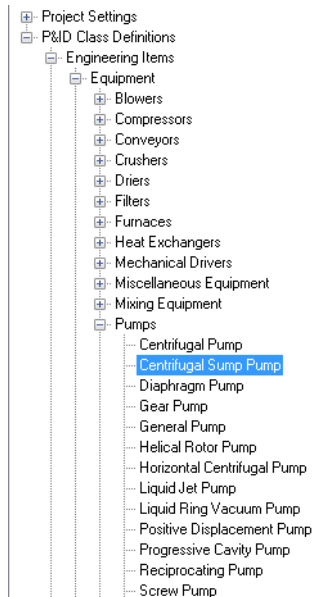 Project Settings
P&ID Class Definitions
Engineering Items
Equipment
Blowers
Compressors
Conveyors
Crushers
Driers
Filters
Furnaces
Heat Exchangers
Mechanical Drivers
Miscellaneous Equipment
Mixing Equipment
Pumps
Centrifugal Pump
Centrifugal Sump Pump
Diaphragm Pump
Gear Pump
General Pump
Helical Rotor Pump
Horizontal Centrifugal Pump
Liquid Jet Pump
Liquid Ring Vacuum Pump
Positive Displacement Pump
Progressive Cavity Pump
Reciprocating Pump
Screw Pump